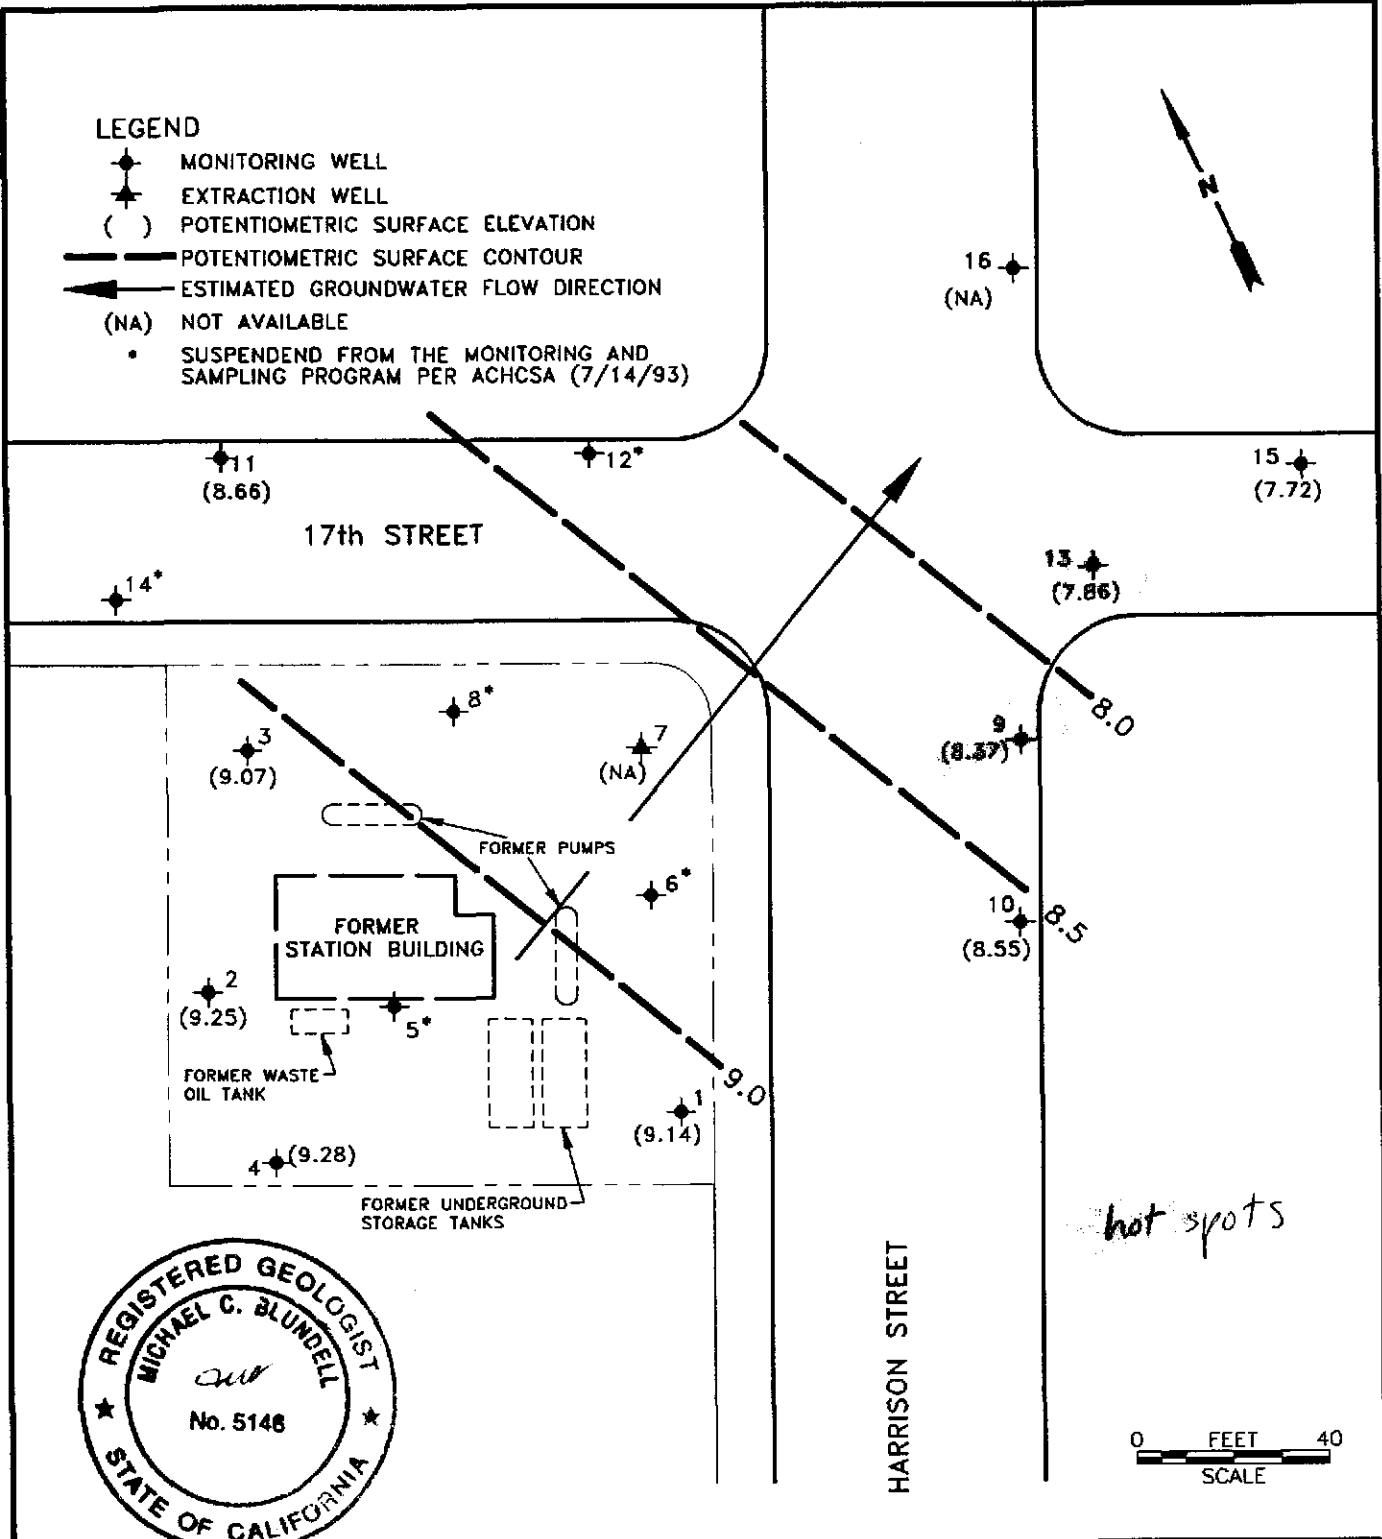 LEGEND
MONITORING WELL
EXTRACTION WELL
( ) POTENTIOMETRIC SURFACE ELEVATION
POTENTIOMETRIC SURFACE CONTOUR
ESTIMATED GROUNDWATER FLOW DIRECTION
(NA) NOT AVAILABLE
* SUSPENDEND FROM THE MONITORING AND
SAMPLING PROGRAM PER ACHCSA (7/14/93)
N
16
(NA)
11
(8.66)
12*
15
(7.72)
17th STREET
13
(7.86)
14*
8*
3
(9.07)
7
(NA)
8.0
9
(8.37)
FORMER PUMPS
6*
FORMER
STATION BUILDING
10
(8.55)
8.5
2
(9.25)
5*
FORMER WASTE
OIL TANK
9.0
1
(9.14)
4
(9.28)
FORMER UNDERGROUND
STORAGE TANKS
hot spots
HARRISON STREET
REGISTERED GEOLOGIST
MICHAEL C. BLUNDELL
No. 5146
STATE OF CALIFORNIA
0 FEET 40
SCALE